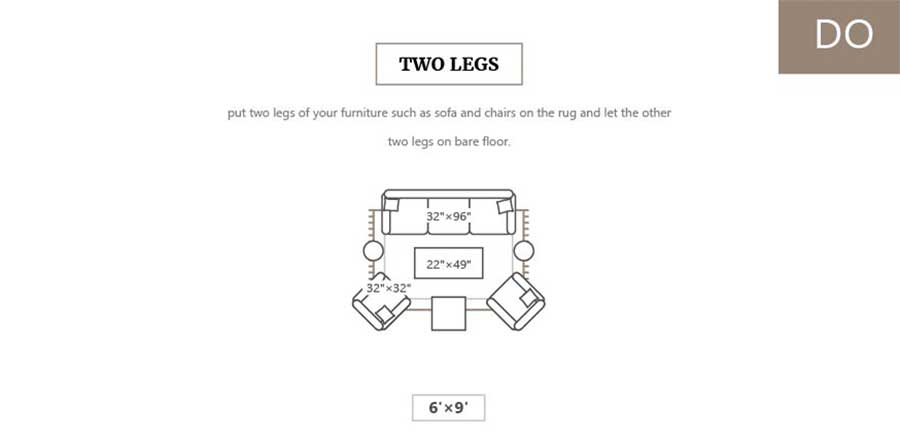 DO
TWO LEGS
put two legs of your furniture such as sofa and chairs on the rug and let the other
two legs on bare floor.
32"×96"
22"×49"
32"×32"
6'×9'